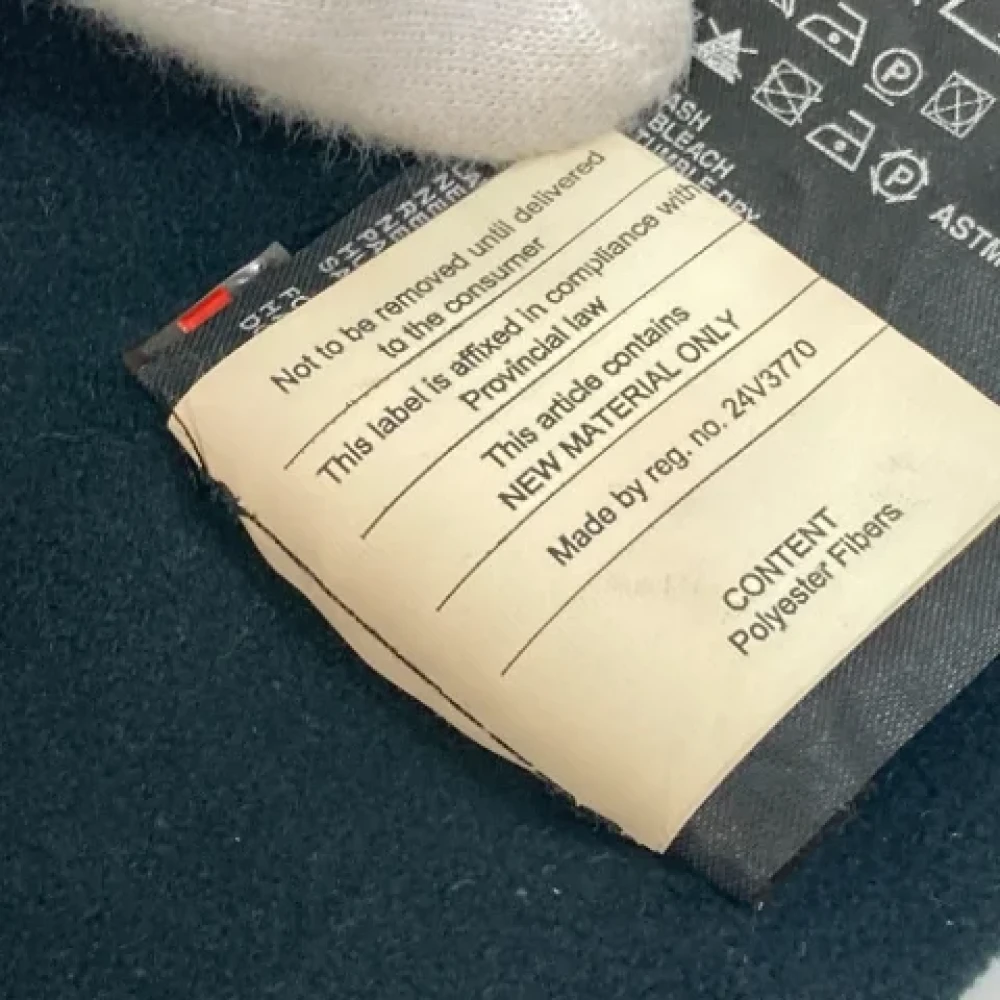 Not to be removed until delivered
to the consumer
This label is affixed in compliance with
Provincial law
This article contains
NEW MATERIAL ONLY
Made by reg. no. 24V3770
CONTENT
Polyester Fibers
BLEACH
TUMBLE DRY
P
P
ASTM